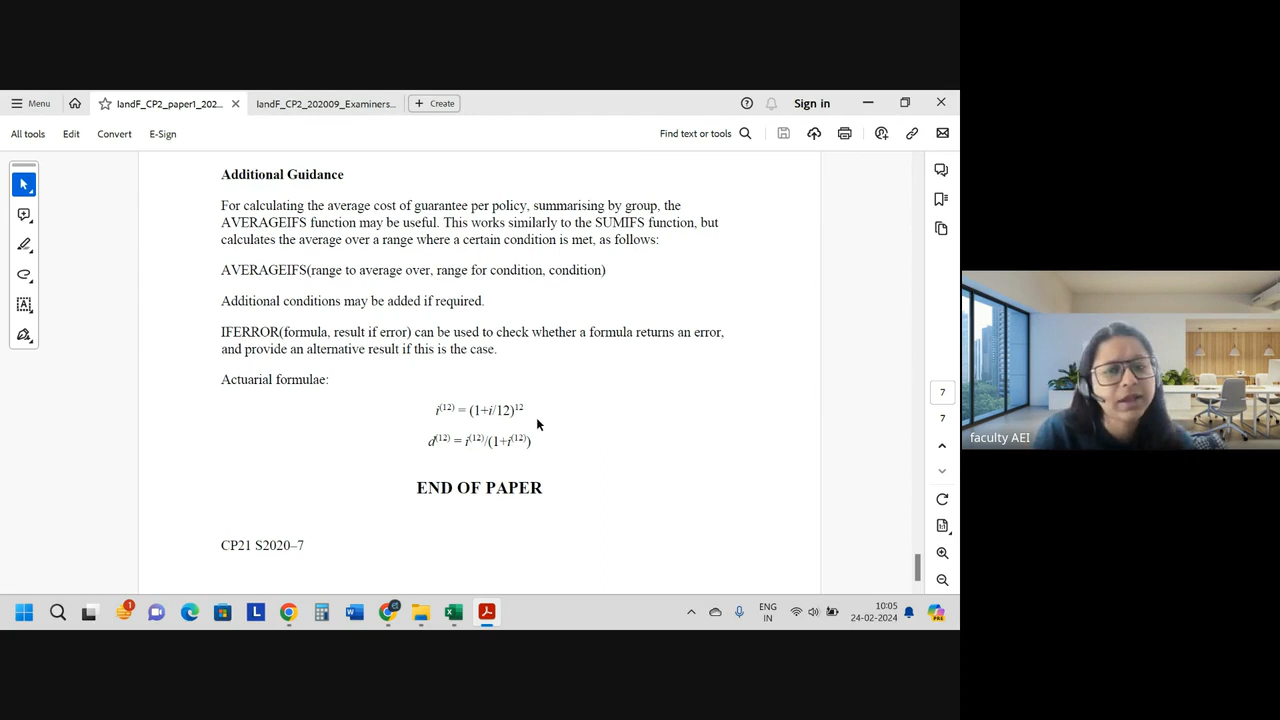 Menu
IandF_CP2_paper1_202...
IandF_CP2_202009_Examiners...
Create
Sign in
All tools
Edit
Convert
E-Sign
Find text or tools
Additional Guidance
For calculating the average cost of guarantee per policy, summarising by group, the
AVERAGEIFS function may be useful. This works similarly to the SUMIFS function, but
calculates the average over a range where a certain condition is met, as follows:
AVERAGEIFS(range to average over, range for condition, condition)
Additional conditions may be added if required.
IFERROR(formula, result if error) can be used to check whether a formula returns an error,
and provide an alternative result if this is the case.
Actuarial formulae:
i⁽¹²⁾ = (1+i/12)¹²
d⁽¹²⁾ = i⁽¹²⁾/(1+i⁽¹²⁾)
END OF PAPER
CP21 S2020–7
7
7
faculty AEI
1
L
ENG
IN
10:05
24-02-2024